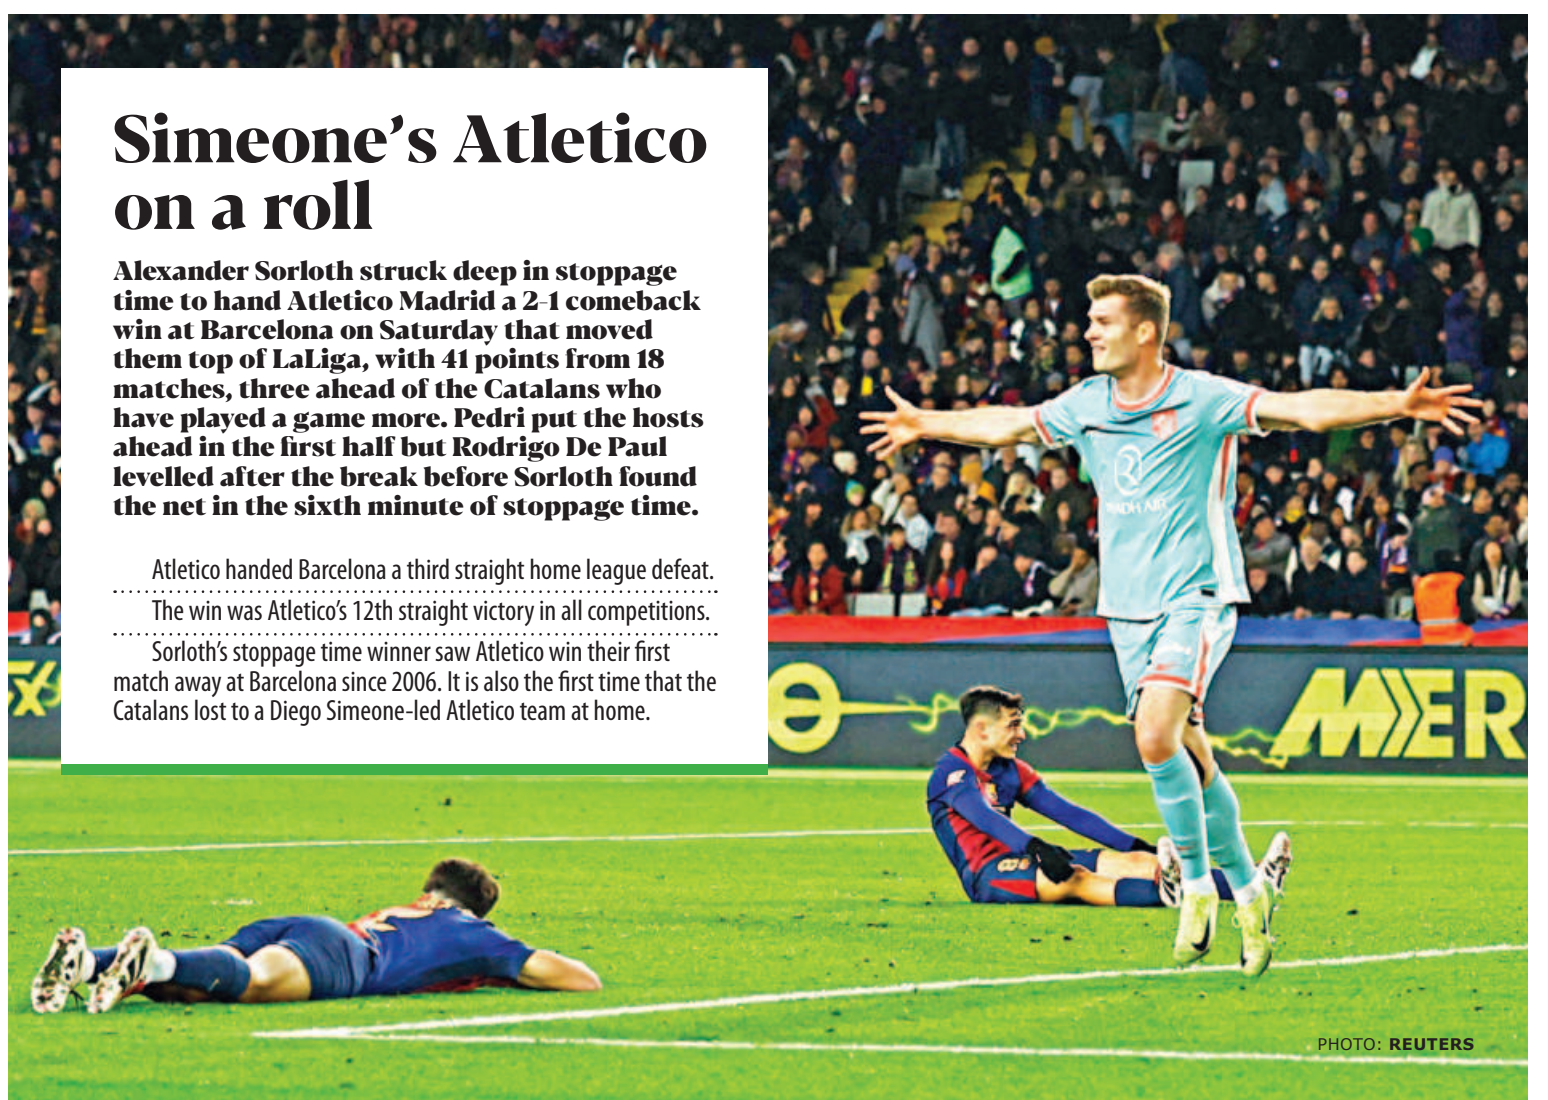 Simeone's Atletico
on a roll
Alexander Sorloth struck deep in stoppage
time to hand Atletico Madrid a 2-1 comeback
win at Barcelona on Saturday that moved
them top of LaLiga, with 41 points from 18
matches, three ahead of the Catalans who
have played a game more. Pedri put the hosts
ahead in the first half but Rodrigo De Paul
levelled after the break before Sorloth found
the net in the sixth minute of stoppage time.
Atletico handed Barcelona a third straight home league defeat.
The win was Atletico's 12th straight victory in all competitions.
Sorloth's stoppage time winner saw Atletico win their first
match away at Barcelona since 2006. It is also the first time that the
Catalans lost to a Diego Simeone-led Atletico team at home.
RIYADH AIR
MER
8
PHOTO: REUTERS